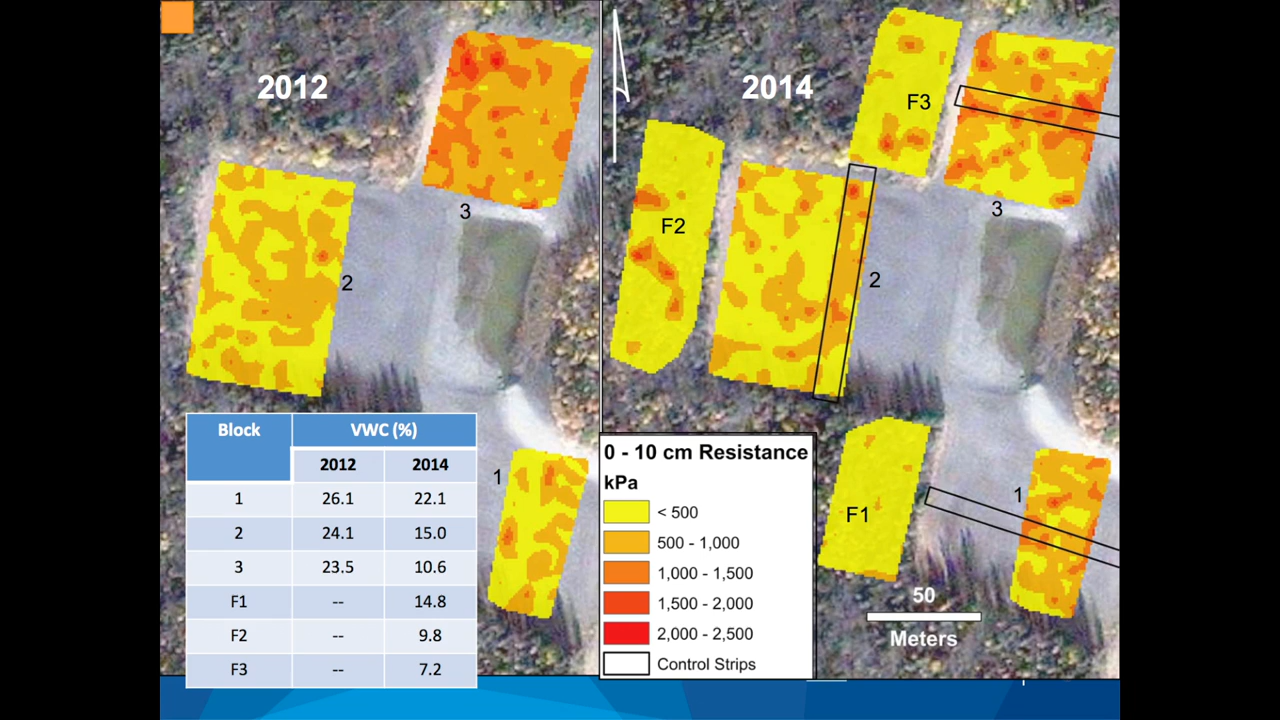 2012
3
2
1
2014
F3
F2
3
2
F1
1
50
Meters
Block VWC (%)
2012 2014
1 26.1 22.1
2 24.1 15.0
3 23.5 10.6
F1 -- 14.8
F2 -- 9.8
F3 -- 7.2
0 - 10 cm Resistance
kPa
< 500
500 - 1,000
1,000 - 1,500
1,500 - 2,000
2,000 - 2,500
Control Strips